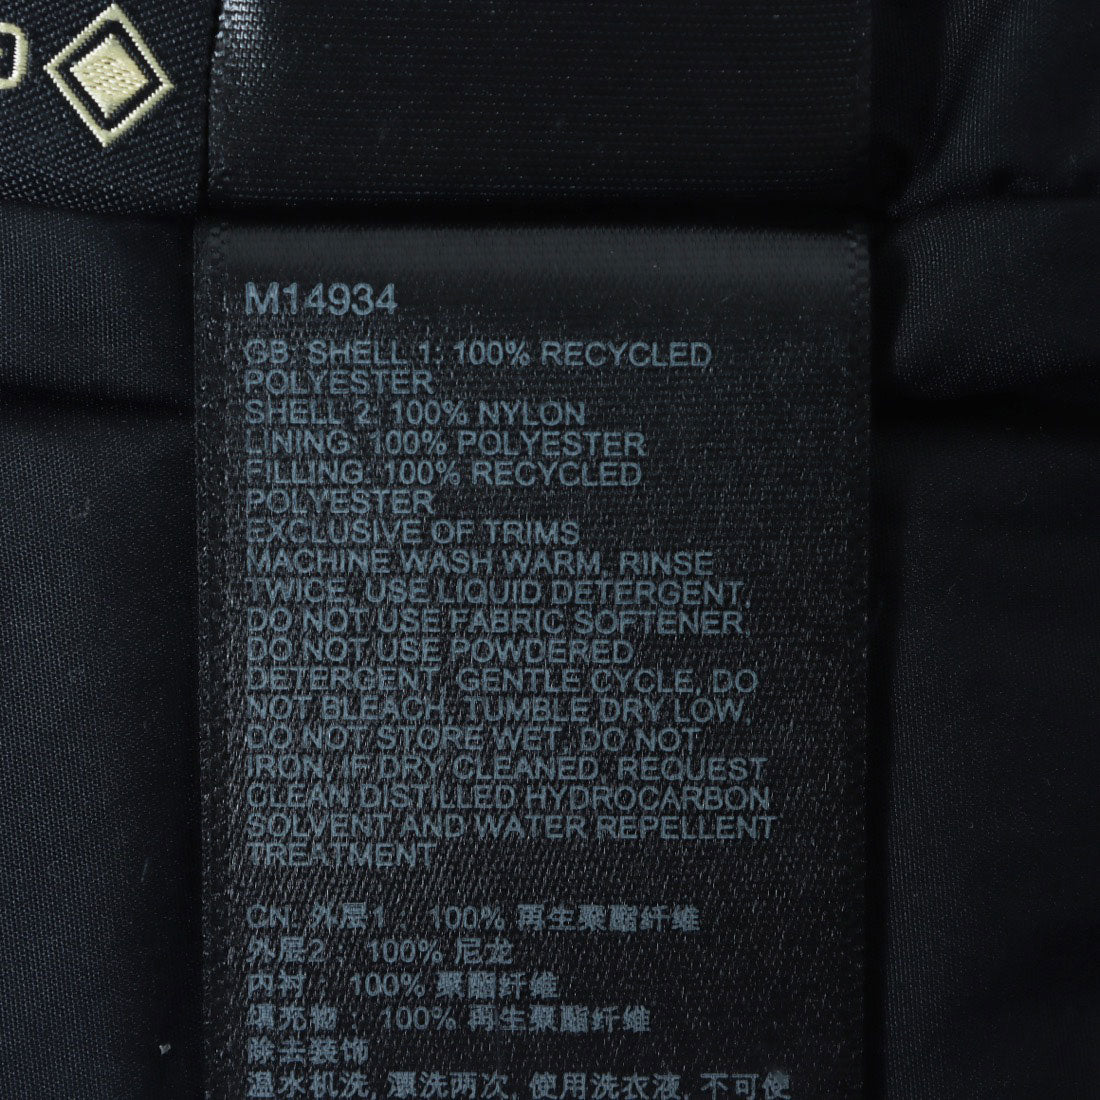 M14934
GB: SHELL 1: 100% RECYCLED
POLYESTER
SHELL 2: 100% NYLON
LINING: 100% POLYESTER
FILLING: 100% RECYCLED
POLYESTER
EXCLUSIVE OF TRIMS
MACHINE WASH WARM, RINSE
TWICE, USE LIQUID DETERGENT,
DO NOT USE FABRIC SOFTENER,
DO NOT USE POWDERED
DETERGENT, GENTLE CYCLE, DO
NOT BLEACH, TUMBLE DRY LOW,
DO NOT STORE WET, DO NOT
IRON, IF DRY CLEANED, REQUEST
CLEAN DISTILLED HYDROCARBON
SOLVENT AND WATER REPELLENT
TREATMENT
CN: 外层1： 100% 再生聚酯纤维
外层2 100% 尼龙
内衬： 100% 聚酯纤维
填充物： 100% 再生聚酯纤维
除去装饰
温水机洗, 漂洗两次, 使用洗衣液, 不可使